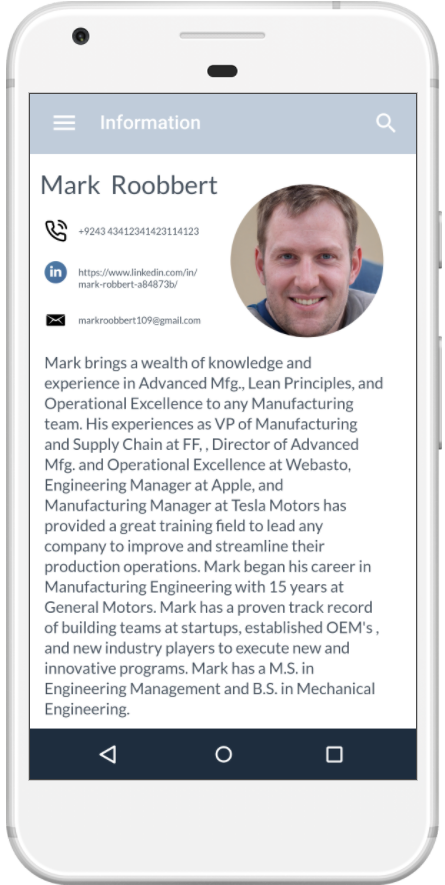 Information
Mark Roobbert
+9243 43412341423114123
in
https://www.linkedin.com/in/
mark-robbert-a84873b/
markroobbert109@gmail.com
Mark brings a wealth of knowledge and
experience in Advanced Mfg., Lean Principles, and
Operational Excellence to any Manufacturing
team. His experiences as VP of Manufacturing
and Supply Chain at FF, , Director of Advanced
Mfg. and Operational Excellence at Webasto,
Engineering Manager at Apple, and
Manufacturing Manager at Tesla Motors has
provided a great training field to lead any
company to improve and streamline their
production operations. Mark began his career in
Manufacturing Engineering with 15 years at
General Motors. Mark has a proven track record
of building teams at startups, established OEM's ,
and new industry players to execute new and
innovative programs. Mark has a M.S. in
Engineering Management and B.S. in Mechanical
Engineering.